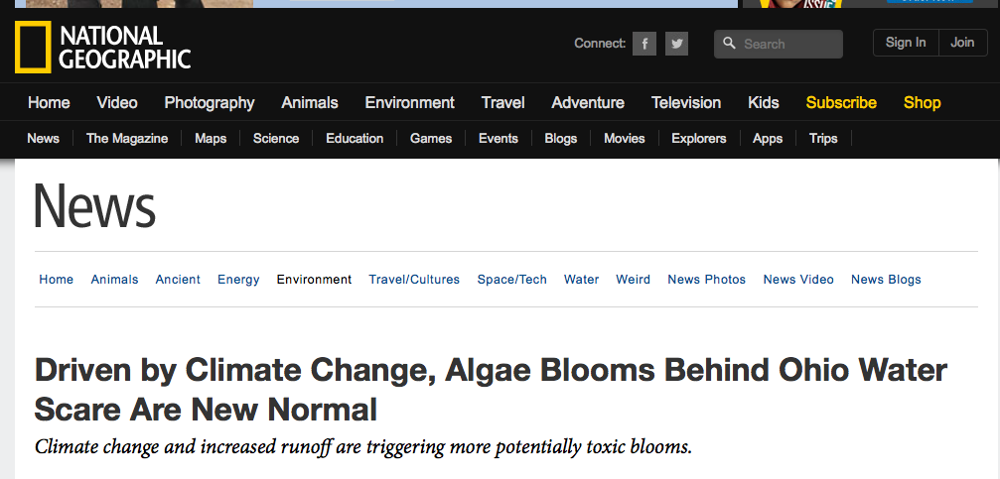 ISSUE
NATIONAL
GEOGRAPHIC
Connect: f Search Sign In Join
Home Video Photography Animals Environment Travel Adventure Television Kids Subscribe Shop
News The Magazine Maps Science Education Games Events Blogs Movies Explorers Apps Trips
News
Home Animals Ancient Energy Environment Travel/Cultures Space/Tech Water Weird News Photos News Video News Blogs
Driven by Climate Change, Algae Blooms Behind Ohio Water
Scare Are New Normal
Climate change and increased runoff are triggering more potentially toxic blooms.